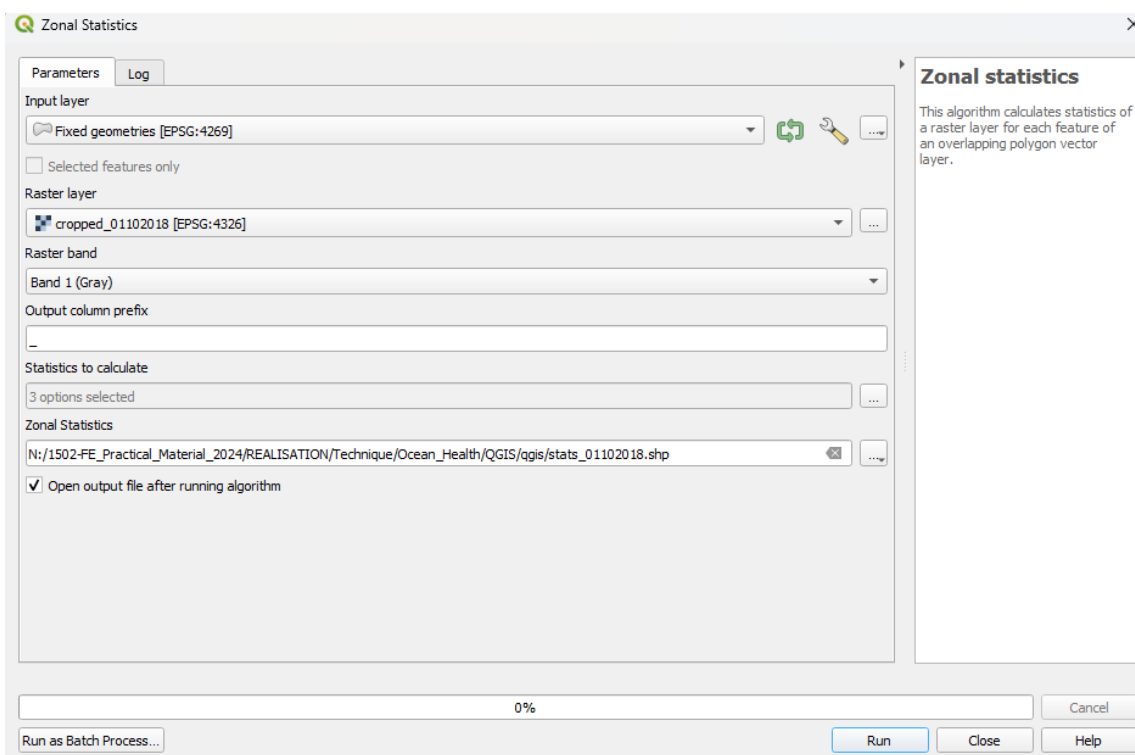 Zonal Statistics
Parameters
Log
Input layer
Fixed geometries [EPSG:4269]
...
Selected features only
Raster layer
cropped_01102018 [EPSG:4326]
...
Raster band
Band 1 (Gray)
Output column prefix
_
Statistics to calculate
3 options selected
...
Zonal Statistics
N:/1502-FE_Practical_Material_2024/REALISATION/Technique/Ocean_Health/QGIS/qgis/stats_01102018.shp
...
Open output file after running algorithm
Zonal statistics
This algorithm calculates statistics of
a raster layer for each feature of
an overlapping polygon vector
layer.
0%
Cancel
Run as Batch Process...
Run
Close
Help